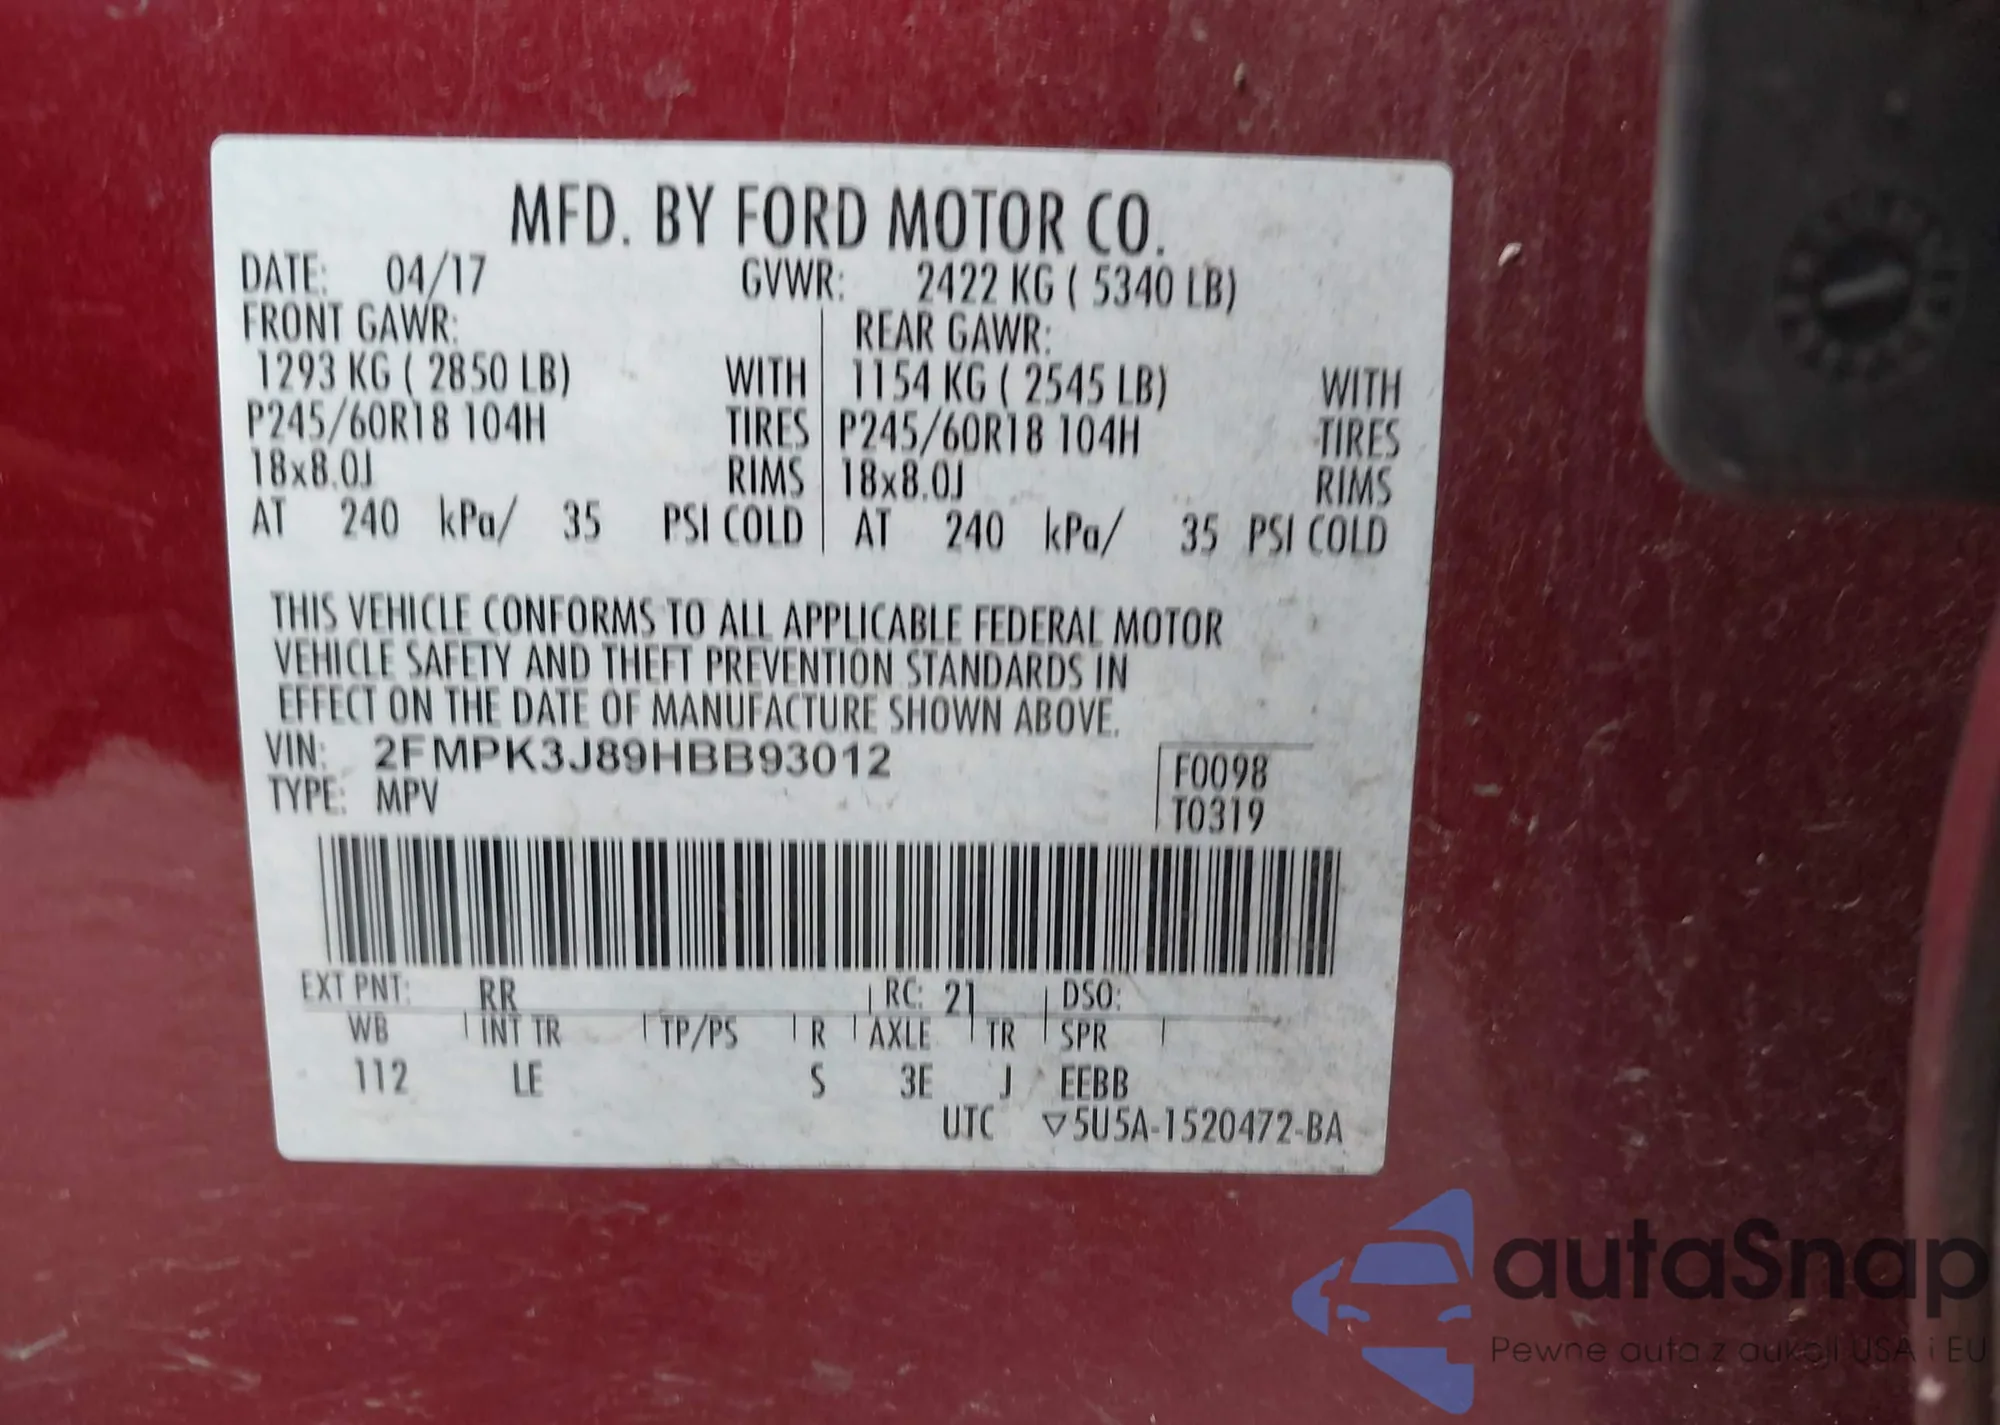 MFD. BY FORD MOTOR CO.
DATE: 04/17 GVWR: 2422 KG ( 5340 LB)
FRONT GAWR: REAR GAWR:
1293 KG ( 2850 LB) WITH 1154 KG ( 2545 LB) WITH
P245/60R18 104H TIRES P245/60R18 104H TIRES
18x8.0J RIMS 18x8.0J RIMS
AT 240 kPa/ 35 PSI COLD AT 240 kPa/ 35 PSI COLD
THIS VEHICLE CONFORMS TO ALL APPLICABLE FEDERAL MOTOR
VEHICLE SAFETY AND THEFT PREVENTION STANDARDS IN
EFFECT ON THE DATE OF MANUFACTURE SHOWN ABOVE.
VIN: 2FMPK3J89HBB93012 F0098
TYPE: MPV T0319
EXT PNT: RR RC: 21 DSO:
WB INT TR TP/PS R AXLE TR SPR
112 LE S 3E J EEBB
UTC ▽5U5A-1520472-BA
autaSnap
Pewne auta z aukcji USA i EU